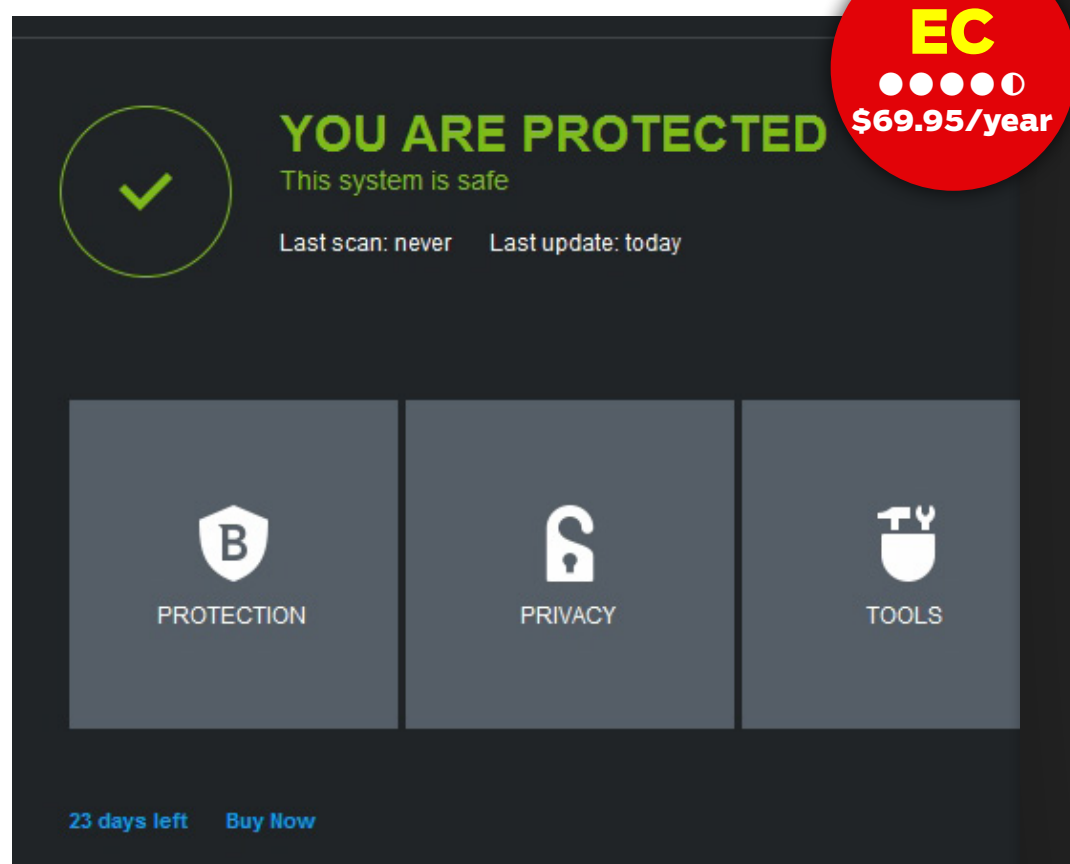 EC
$69.95/year
YOU ARE PROTECTED
This system is safe
Last scan: never Last update: today
B
PROTECTION
PRIVACY
TOOLS
23 days left Buy Now